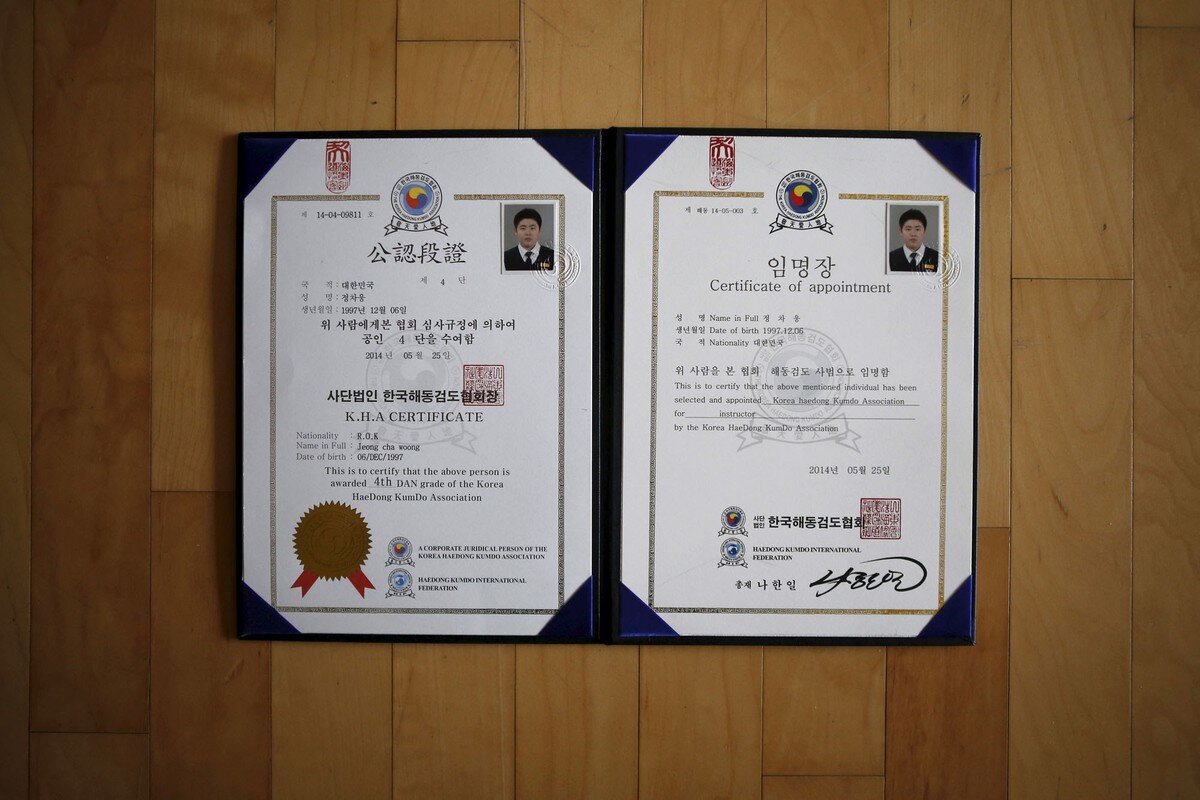 제 14-04-09811 호
公認段證
제 4 단
국 적 : 대한민국
성 명 : 정차웅
생년월일 : 1997년 12월 06일
위 사람에게본 협회 심사규정에 의하여
공인 4 단을 수여함
2014 년 05 월 25 일
사단법인 한국해동검도협회장
K.H.A CERTIFICATE
Nationality : R.O.K
Name in Full : Jeong cha woong
Date of birth : 06/DEC/1997
This is to certify that the above person is
awarded 4th DAN grade of the Korea
HaeDong KumDo Association
A CORPORATE JURIDICAL PERSON OF THE
KOREA HAEDONG KUMDO ASSOCIATION
HAEDONG KUMDO INTERNATIONAL
FEDERATION
제 해동 14-05-003 호
임명장
Certificate of appointment
성 명 Name in Full 정 차 웅
생년월일 Date of birth 1997.12.06
국 적 Nationality 대한민국
위 사람을 본 협회 해동검도 사범으로 임명함
This is to certify that the above mentioned individual has been
selected and appointed Korea haedong Kumdo Association
for instructor
by the Korea HaeDong KumDo Association
2014년 05월 25일
사단
법인 한국해동검도협회
HAEDONG KUMDO INTERNATIONAL
FEDERATION
총재 나 한 일